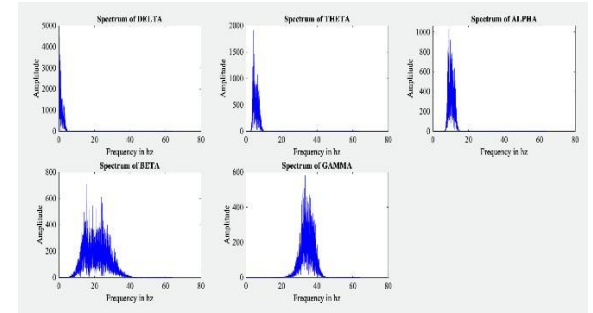 Spectrum of DELTA
5000
4000
3000
2000
1000
0
Amplitude
0 20 40 60 80
Frequency in hz
Spectrum of THETA
2000
1500
1000
500
0
Amplitude
0 20 40 60 80
Frequency in hz
Spectrum of ALPHA
1000
800
600
400
200
0
Amplitude
0 20 40 60 80
Frequency in hz
Spectrum of BETA
800
600
400
200
0
Amplitude
0 20 40 60 80
Frequency in hz
Spectrum of GAMMA
600
400
200
0
Amplitude
0 20 40 60 80
Frequency in hz